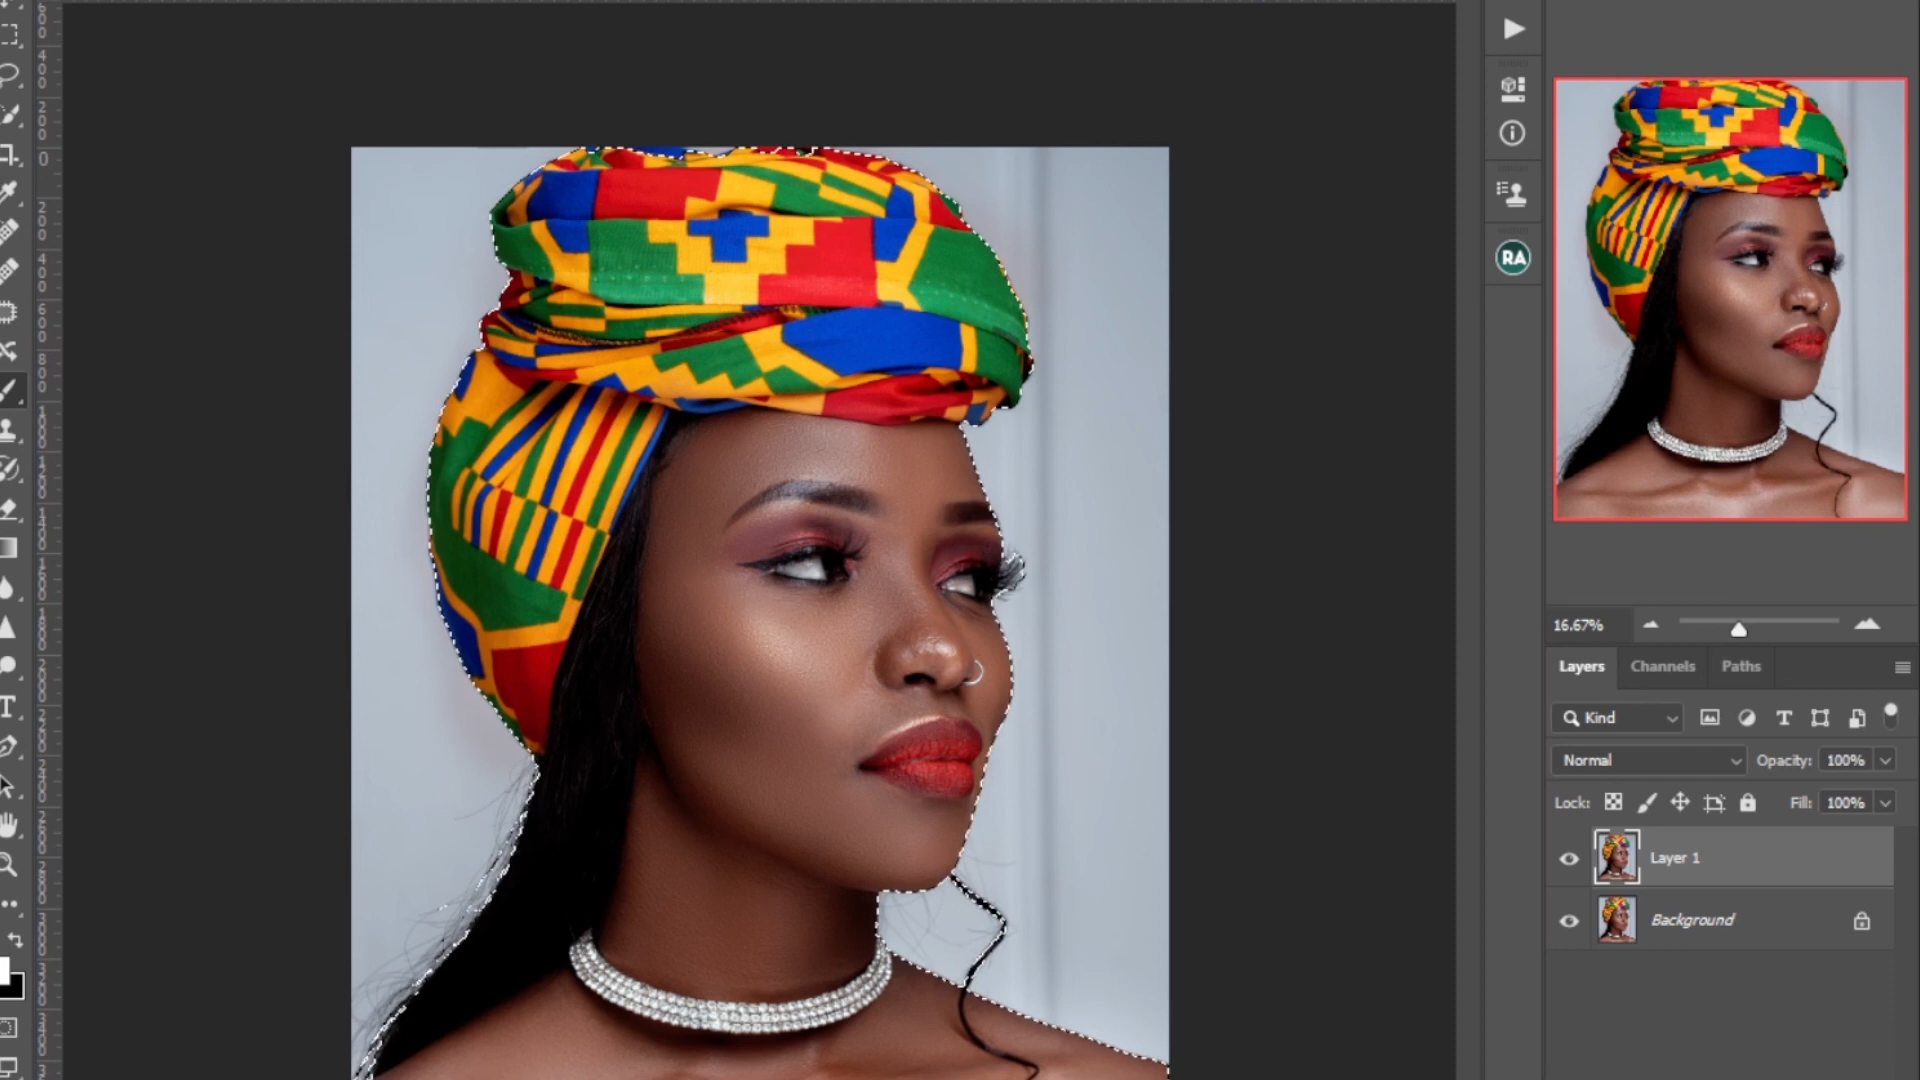 RA
16.67%
Layers Channels Paths
Kind
Normal Opacity: 100%
Lock: Fill: 100%
Layer 1
Background